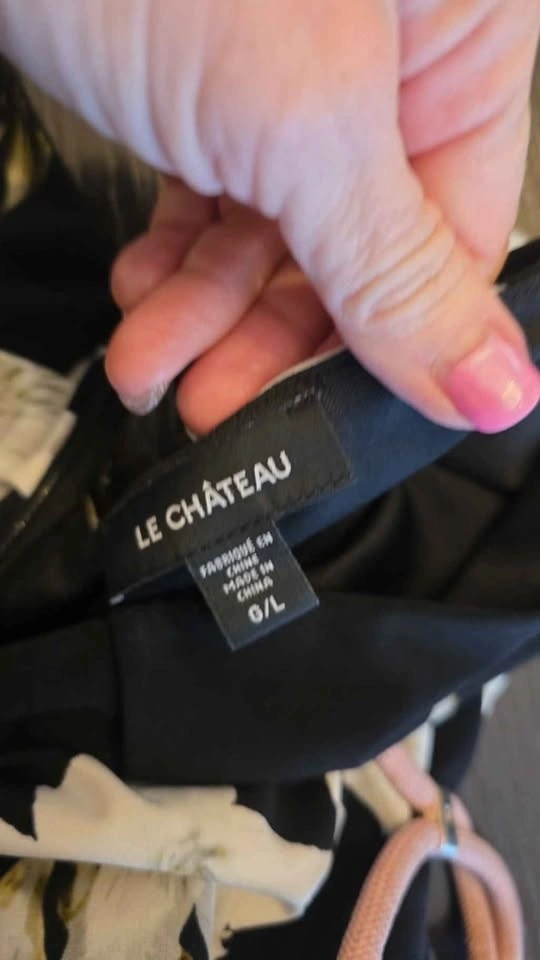 LE CHÂTEAU
FABRIQUÉ EN
CHINE
MADE IN
CHINA
G/L